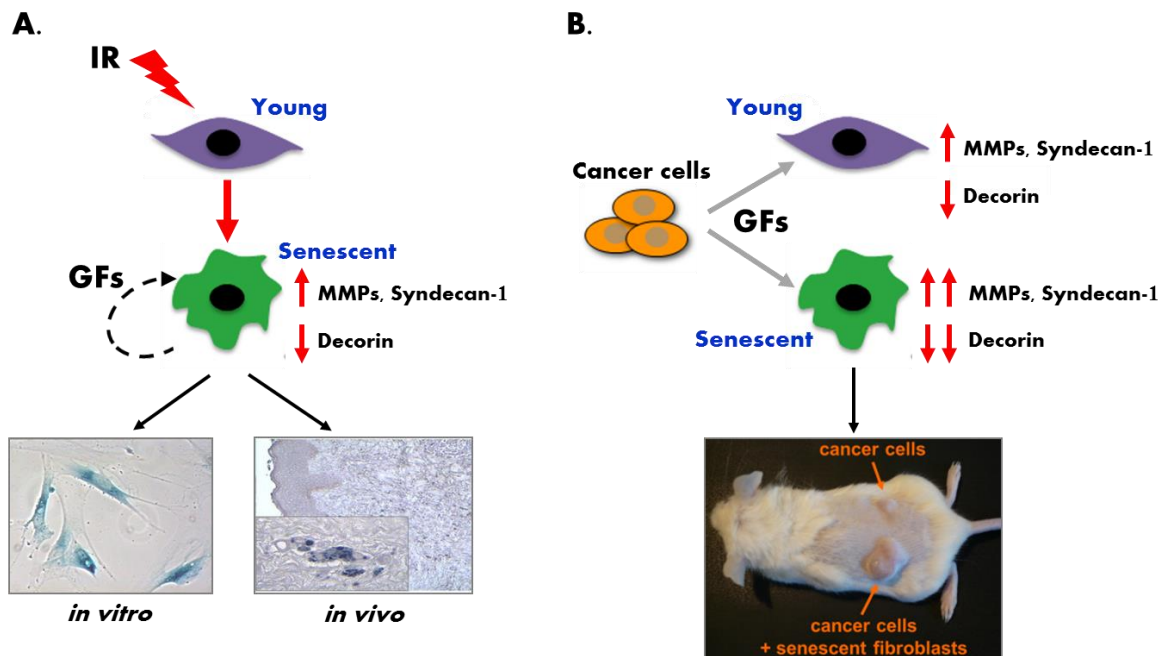 A.
IR
Young
Senescent
GFs
MMPs, Syndecan-1
Decorin
in vitro
in vivo
B.
Young
MMPs, Syndecan-1
Cancer cells
Decorin
GFs
MMPs, Syndecan-1
Senescent
Decorin
cancer cells
cancer cells
+ senescent fibroblasts